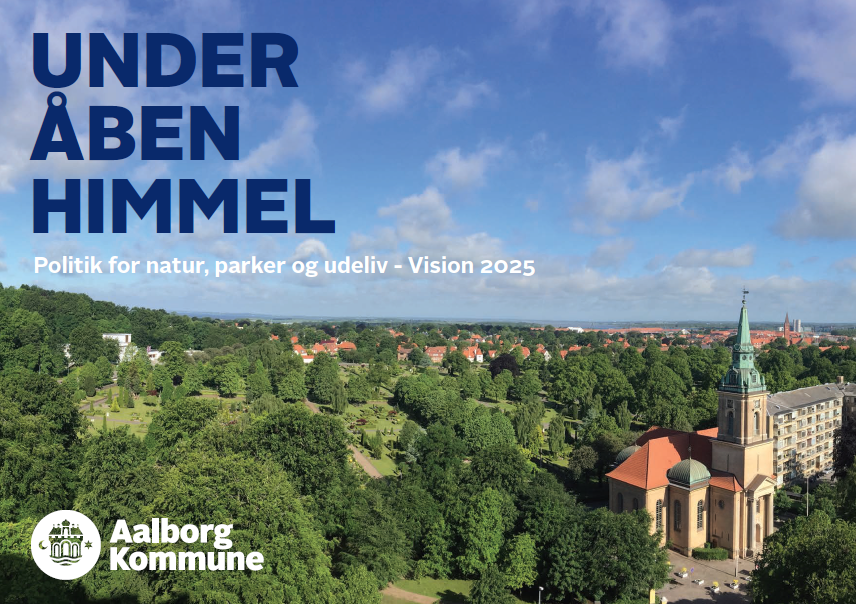 UNDER
ÅBEN
HIMMEL
Politik for natur, parker og udeliv - Vision 2025
Aalborg
Kommune